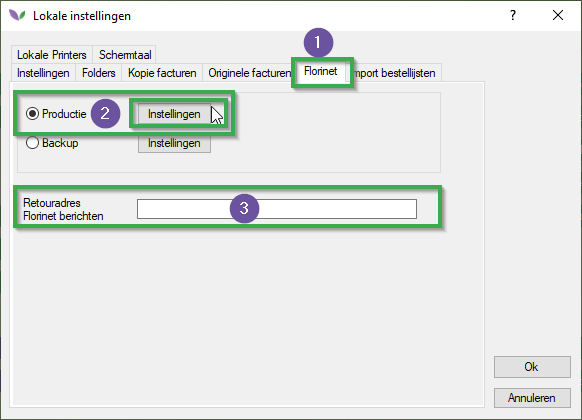 Lokale instellingen
?
1
Lokale Printers Schermtaal
Instellingen Folders Kopie facturen Originele facturen Florinet mport bestellijsten
Productie 2 Instellingen
Backup Instellingen
Retouradres
Florinet berichten 3
Ok
Annuleren